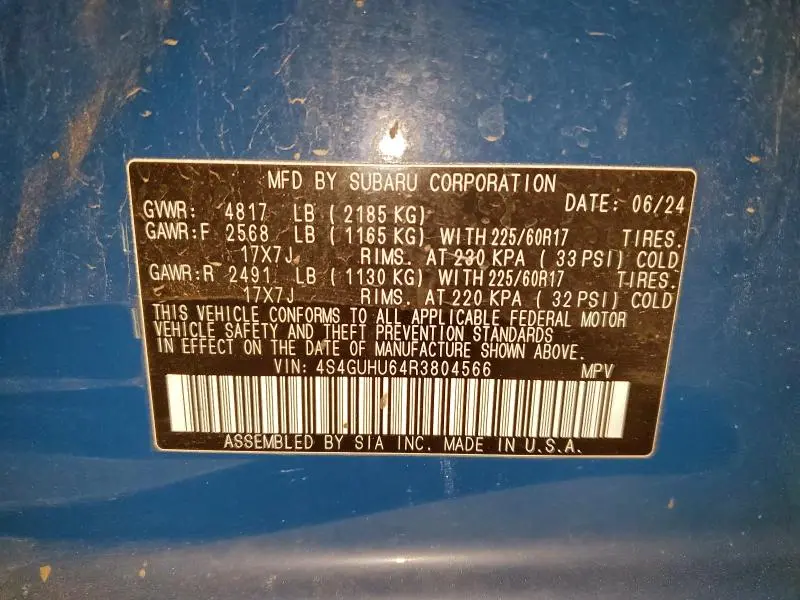 MFD BY SUBARU CORPORATION
DATE: 06/24
GVWR: 4817 LB ( 2185 KG)
GAWR:F 2568 LB ( 1165 KG) WITH 225/60R17 TIRES.
17X7J RIMS. AT 230 KPA ( 33 PSI) COLD
GAWR:R 2491 LB ( 1130 KG) WITH 225/60R17 TIRES.
17X7J RIMS. AT 220 KPA ( 32 PSI) COLD
THIS VEHICLE CONFORMS TO ALL APPLICABLE FEDERAL MOTOR
VEHICLE SAFETY AND THEFT PREVENTION STANDARDS
IN EFFECT ON THE DATE OF MANUFACTURE SHOWN ABOVE.
VIN: 4S4GUHU64R3804566 MPV
ASSEMBLED BY SIA INC. MADE IN U.S.A.